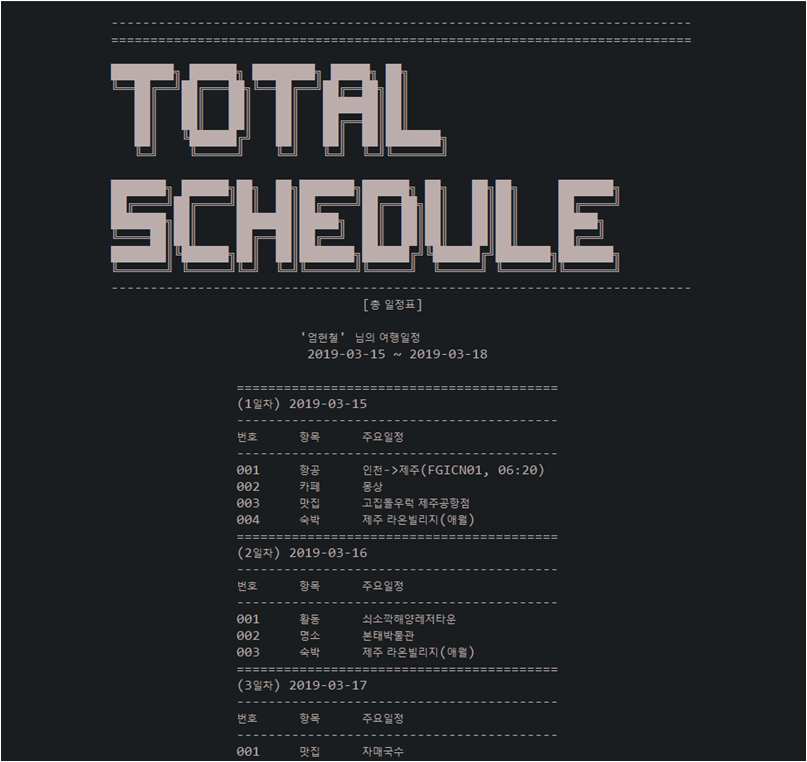 TOTAL
SCHEDULE
[총 일정표]
'엄현철' 님의 여행일정
2019-03-15 ~ 2019-03-18
(1일차) 2019-03-15
번호 항목 주요일정
001 항공 인천->제주(FGICN01, 06:20)
002 카페 몽상
003 맛집 고집돌우럭 제주공항점
004 숙박 제주 라온빌리지(애월)
(2일차) 2019-03-16
번호 항목 주요일정
001 활동 쇠소깍해양레저타운
002 명소 본태박물관
003 숙박 제주 라온빌리지(애월)
(3일차) 2019-03-17
번호 항목 주요일정
001 맛집 자매국수